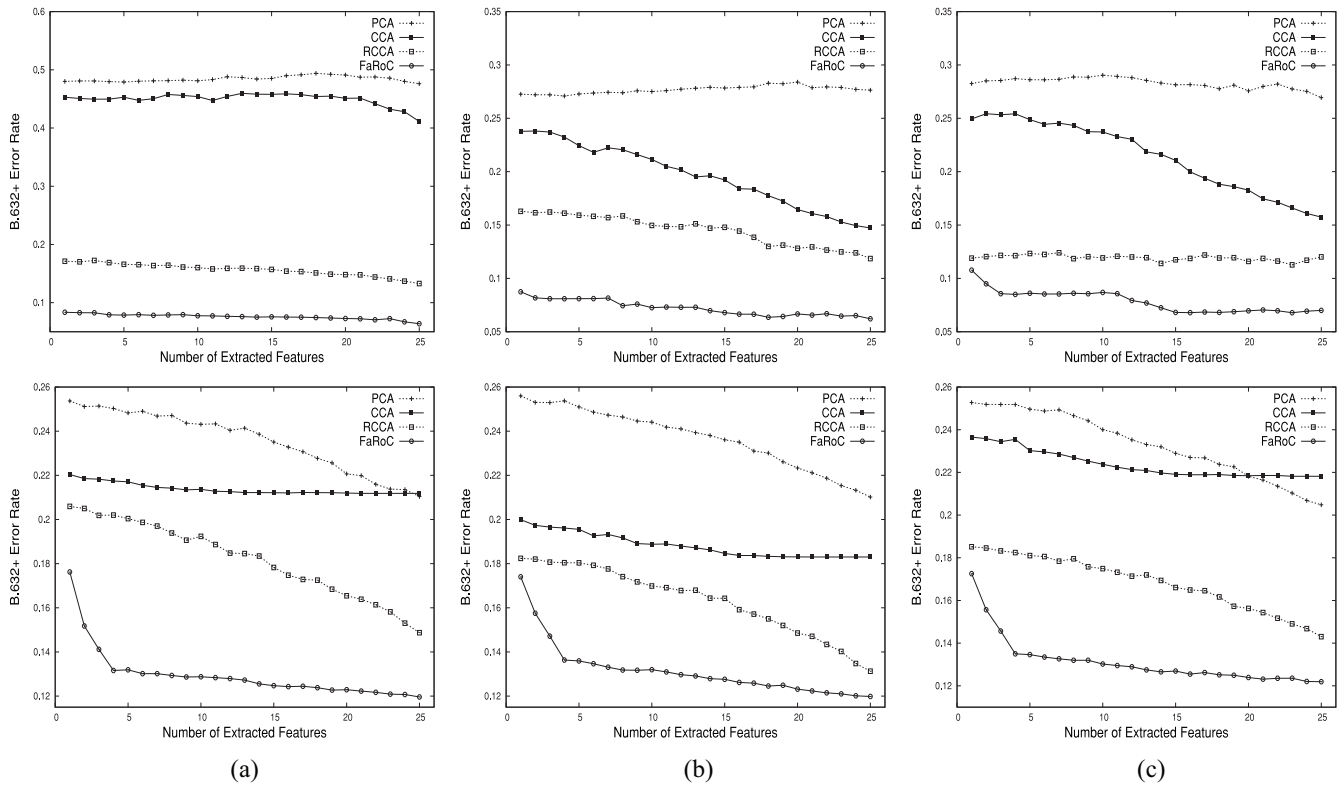 0.6
0.5
0.4
0.3
0.2
0.1
B.632+ Error Rate
PCA
CCA
RCCA
FaRoC
0 5 10 15 20 25
Number of Extracted Features
0.35
0.3
0.25
0.2
0.15
0.1
0,05
B.632+ Error Rate
PCA
CCA
RCCA
FaRoC
0 5 10 15 20 25
Number of Extracted Features
0.35
0.3
0.25
0.2
0.15
0.1
0,05
B.632+ Error Rate
PCA
CCA
RCCA
FaRoC
0 5 10 15 20 25
Number of Extracted Features
0.26
0.24
0.22
0.2
0.18
0.16
0.14
0.12
B.632+ Error Rate
PCA
CCA
RCCA
FaRoC
0 5 10 15 20 25
Number of Extracted Features
0.26
0.24
0.22
0.2
0.18
0.16
0.14
0.12
B.632+ Error Rate
PCA
CCA
RCCA
FaRoC
0 5 10 15 20 25
Number of Extracted Features
0.26
0.24
0.22
0.2
0.18
0.16
0.14
0.12
B.632+ Error Rate
PCA
CCA
RCCA
FaRoC
0 5 10 15 20 25
Number of Extracted Features
(a)
(b)
(c)